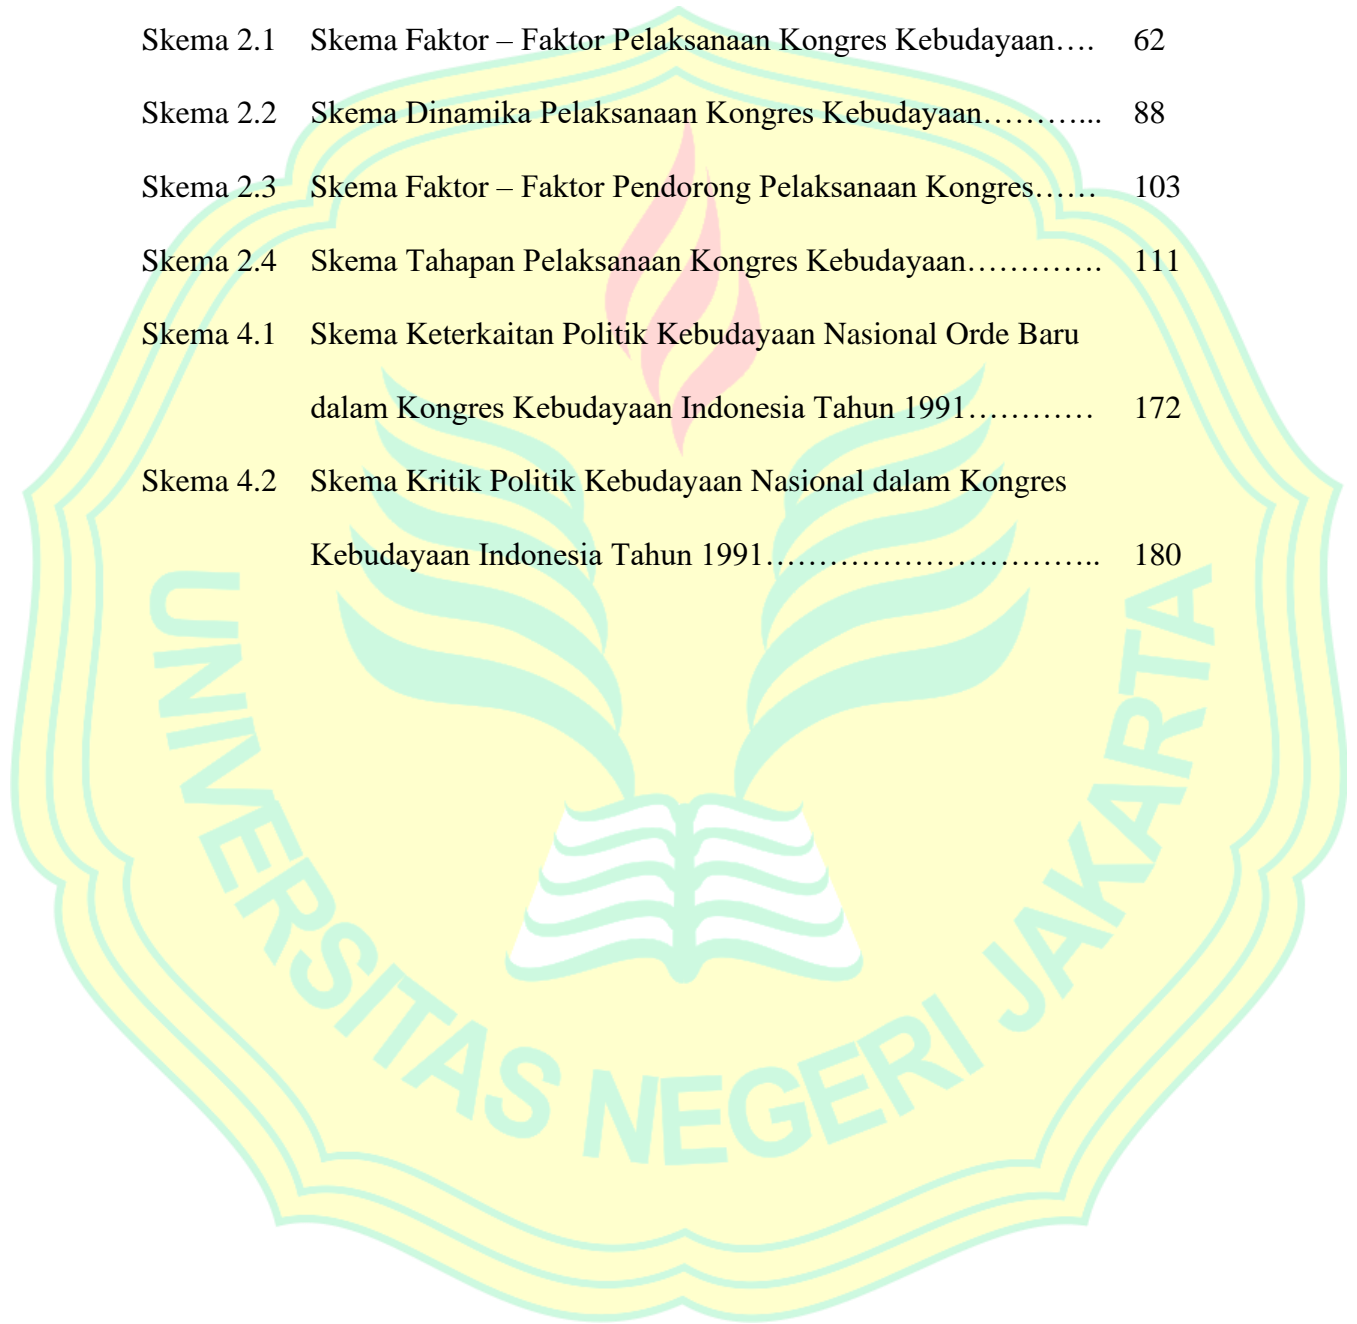 Skema 2.1 Skema Faktor – Faktor Pelaksanaan Kongres Kebudayaan…. 62
Skema 2.2 Skema Dinamika Pelaksanaan Kongres Kebudayaan………... 88
Skema 2.3 Skema Faktor – Faktor Pendorong Pelaksanaan Kongres…… 103
Skema 2.4 Skema Tahapan Pelaksanaan Kongres Kebudayaan…………. 111
Skema 4.1 Skema Keterkaitan Politik Kebudayaan Nasional Orde Baru
dalam Kongres Kebudayaan Indonesia Tahun 1991………… 172
Skema 4.2 Skema Kritik Politik Kebudayaan Nasional dalam Kongres
Kebudayaan Indonesia Tahun 1991………………………….. 180
UNIVERSITAS NEGERI JAKARTA